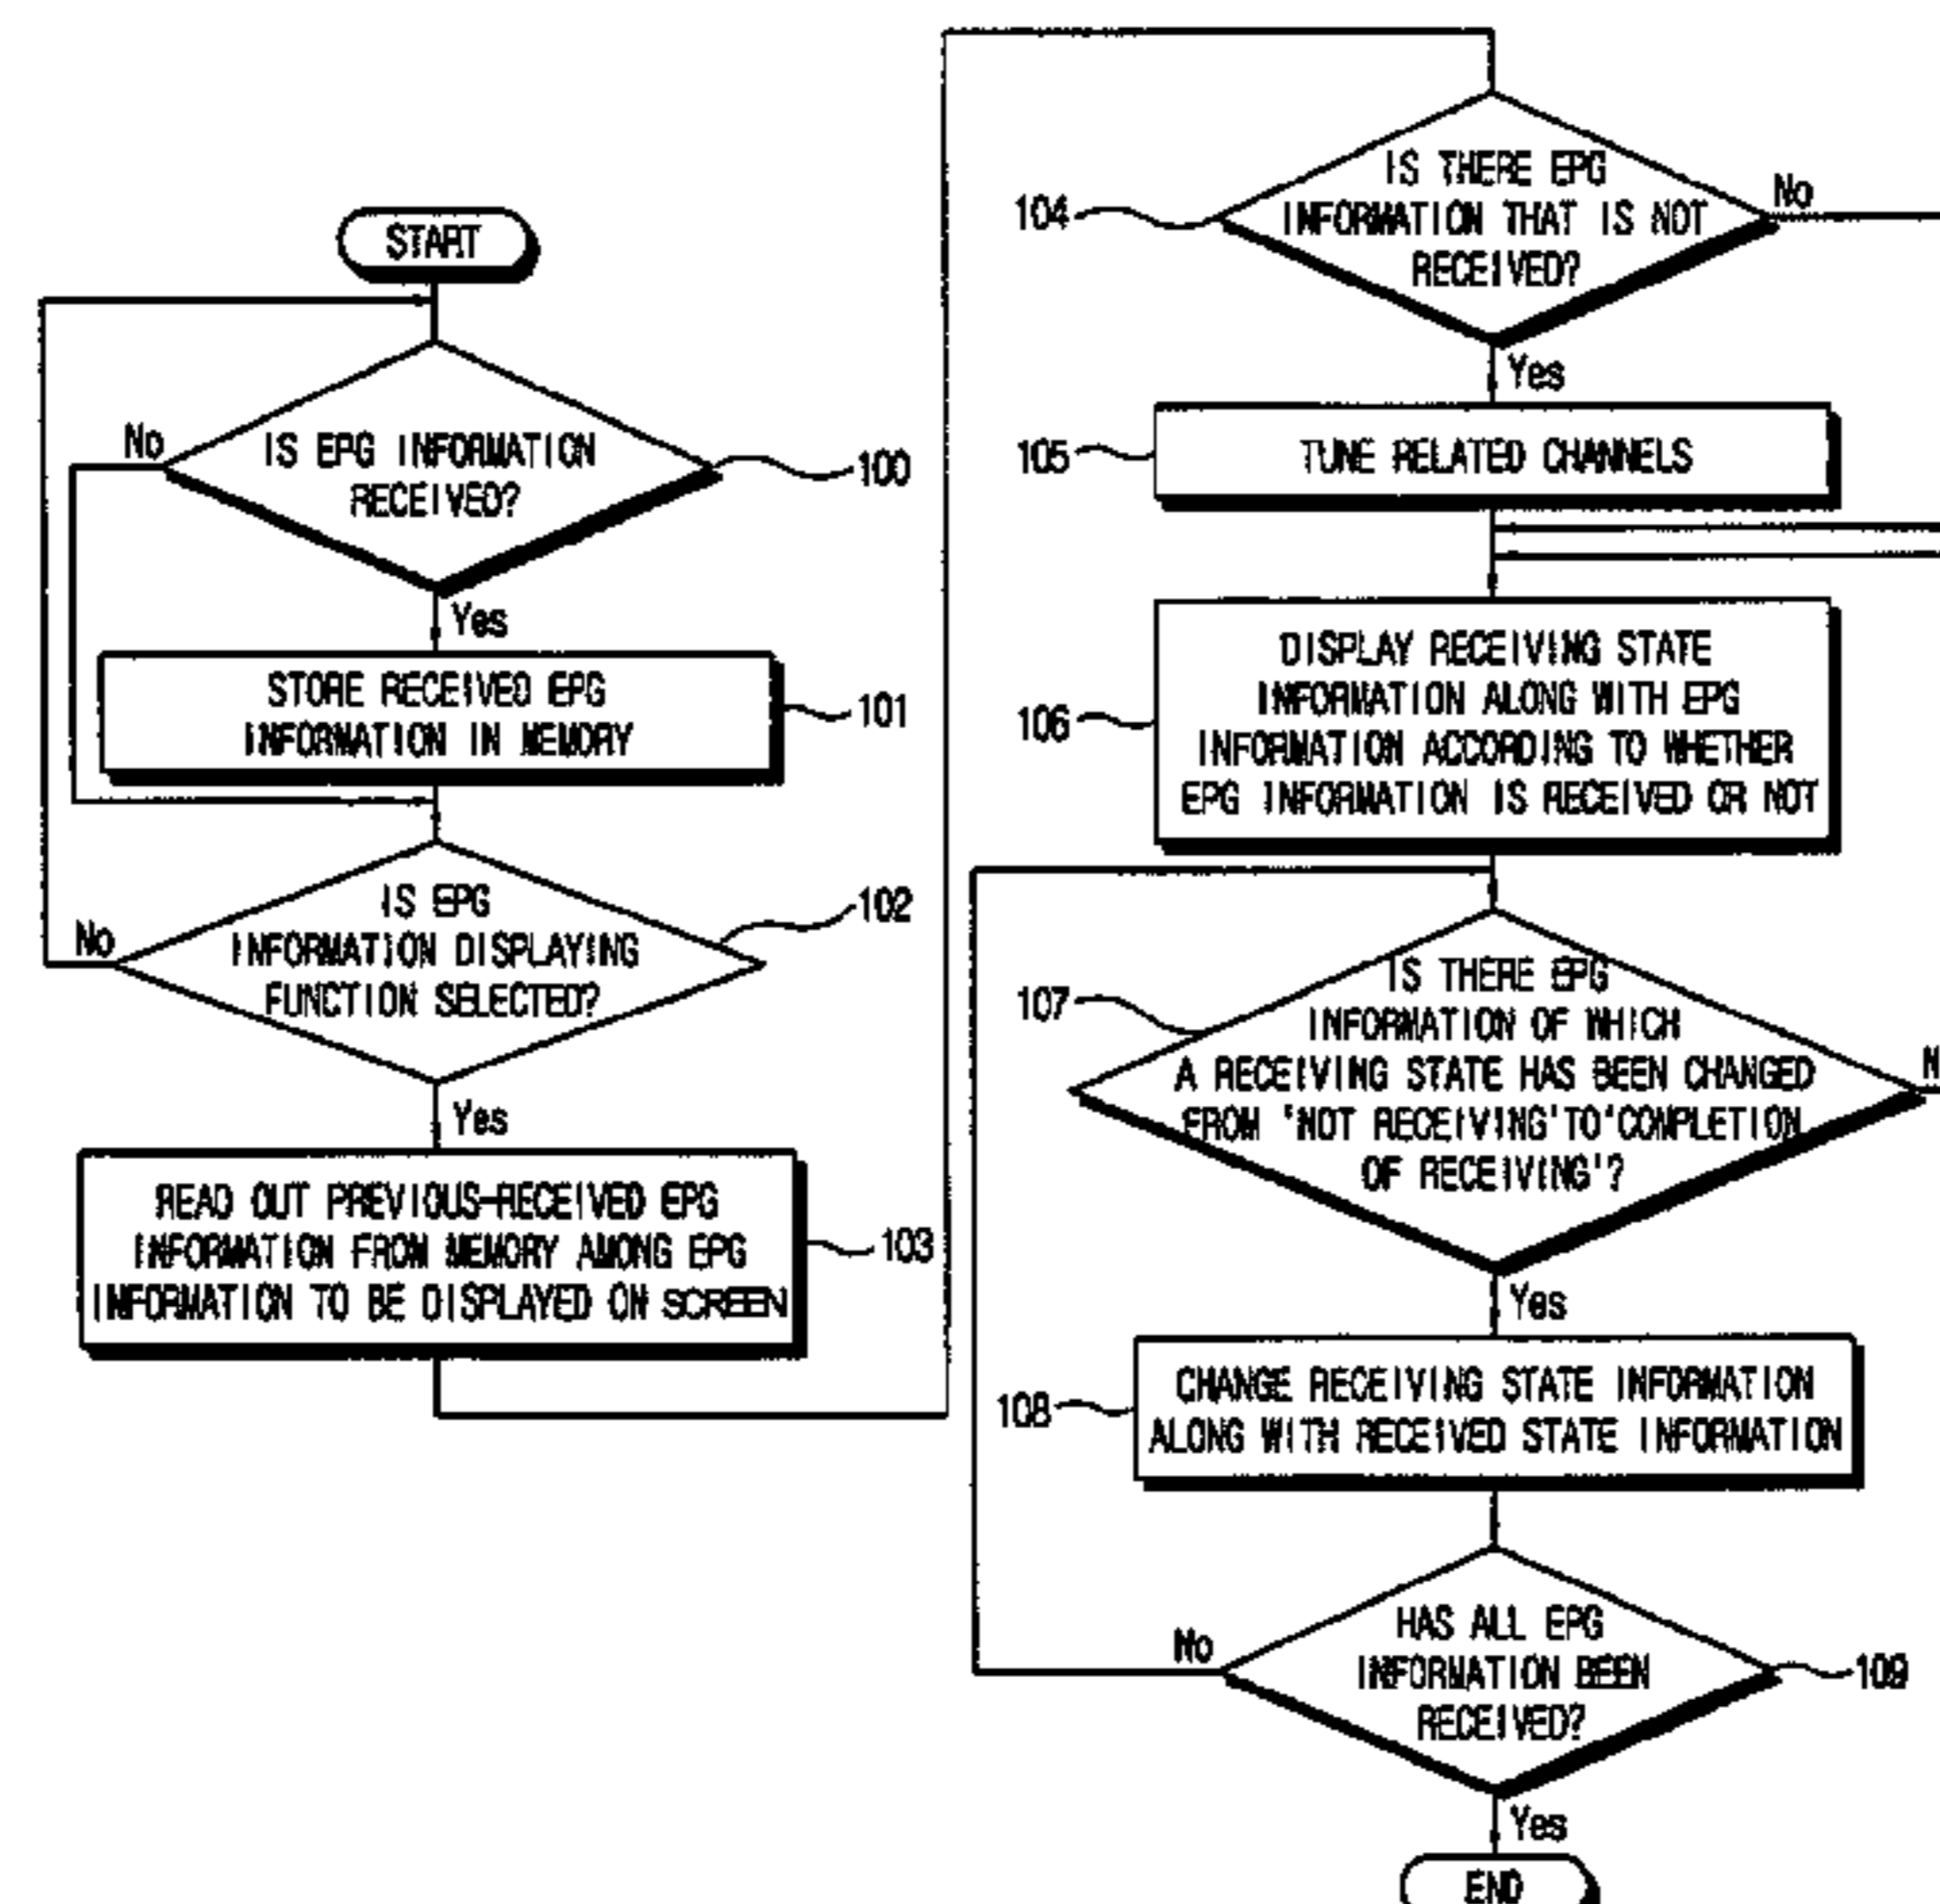 START
IS EPG INFORMATION
RECEIVED?
No
100
Yes
STORE RECEIVED EPG
INFORMATION IN MEMORY
101
IS EPG
INFORMATION DISPLAYING
FUNCTION SELECTED?
No
102
Yes
READ OUT PREVIOUS-RECEIVED EPG
INFORMATION FROM MEMORY AMONG EPG
INFORMATION TO BE DISPLAYED ON SCREEN
103
IS THERE EPG
INFORMATION THAT IS NOT
RECEIVED?
104
No
Yes
TUNE RELATED CHANNELS
105
DISPLAY RECEIVING STATE
INFORMATION ALONG WITH EPG
INFORMATION ACCORDING TO WHETHER
EPG INFORMATION IS RECEIVED OR NOT
106
IS THERE EPG
INFORMATION OF WHICH
A RECEIVING STATE HAS BEEN CHANGED
FROM 'NOT RECEIVING'TO'COMPLETION
OF RECEIVING'?
107
Yes
CHANGE RECEIVING STATE INFORMATION
ALONG WITH RECEIVED STATE INFORMATION
108
HAS ALL EPG
INFORMATION BEEN
RECEIVED?
No
109
Yes
END